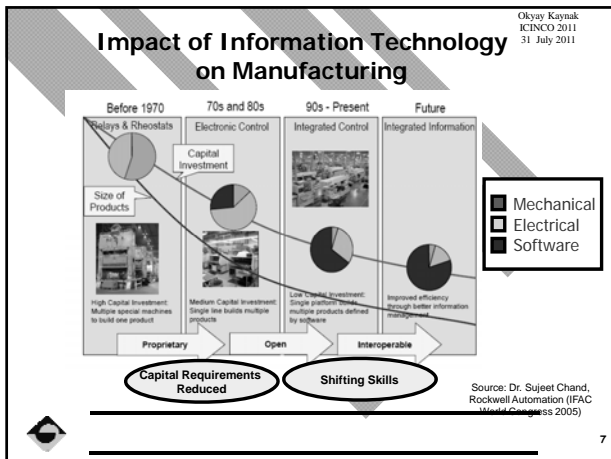 Okyay Kaynak
ICINCO 2011
31 July 2011
Impact of Information Technology
on Manufacturing
Before 1970
70s and 80s
90s - Present
Future
Relays & Rheostats
Electronic Control
Integrated Control
Integrated Information
Capital
Investment
Size of
Products
Mechanical
Electrical
Software
High Capital Investment:
Multiple special machines
to build one product
Medium Capital Investment:
Single line builds multiple
products
Low Capital Investment:
Single platform builds
multiple products defined
by software
Improved efficiency
through better information
management
Proprietary
Open
Interoperable
Capital Requirements
Reduced
Shifting Skills
Source: Dr. Sujeet Chand,
Rockwell Automation (IFAC
World Congress 2005)
7